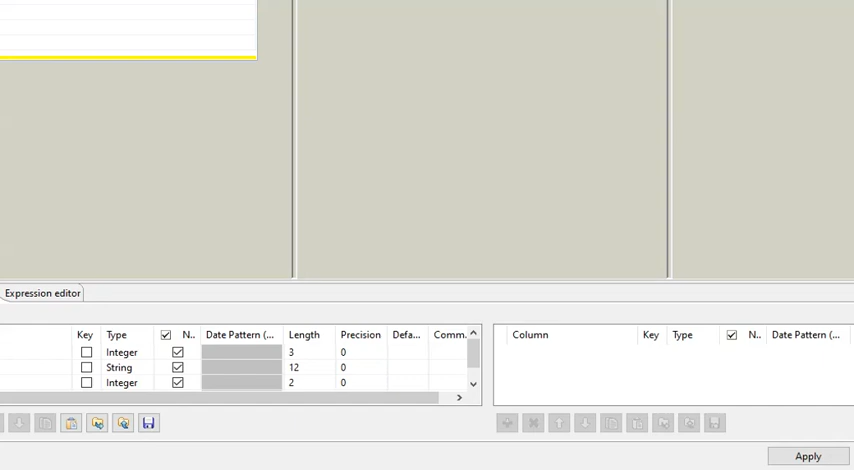 Expression editor
Key Type N.. Date Pattern (... Length Precision Defa... Comm.
Column Key Type N.. Date Pattern (...
Integer 3 0
String 12 0
Integer 2 0
Apply